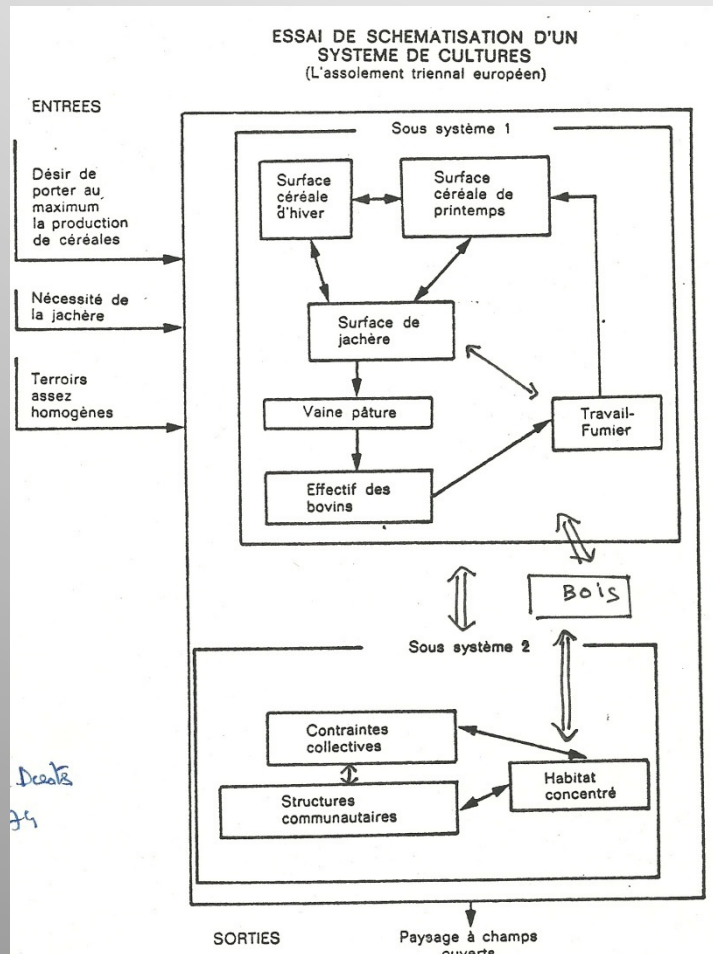 ESSAI DE SCHEMATISATION D'UN
SYSTEME DE CULTURES
(L'assolement triennal européen)
ENTREES
Désir de
porter au
maximum
la production
de céréales
Nécessité de
la jachère
Terroirs
assez
homogènes
Sous système 1
Surface
céréale
d'hiver
Surface
céréale de
printemps
Surface de
jachère
Vaine pâture
Travail-
Fumier
Effectif des
bovins
BOIS
Sous système 2
Contraintes
collectives
Structures
communautaires
Habitat
concentré
SORTIES
Paysage à champs
ouverts